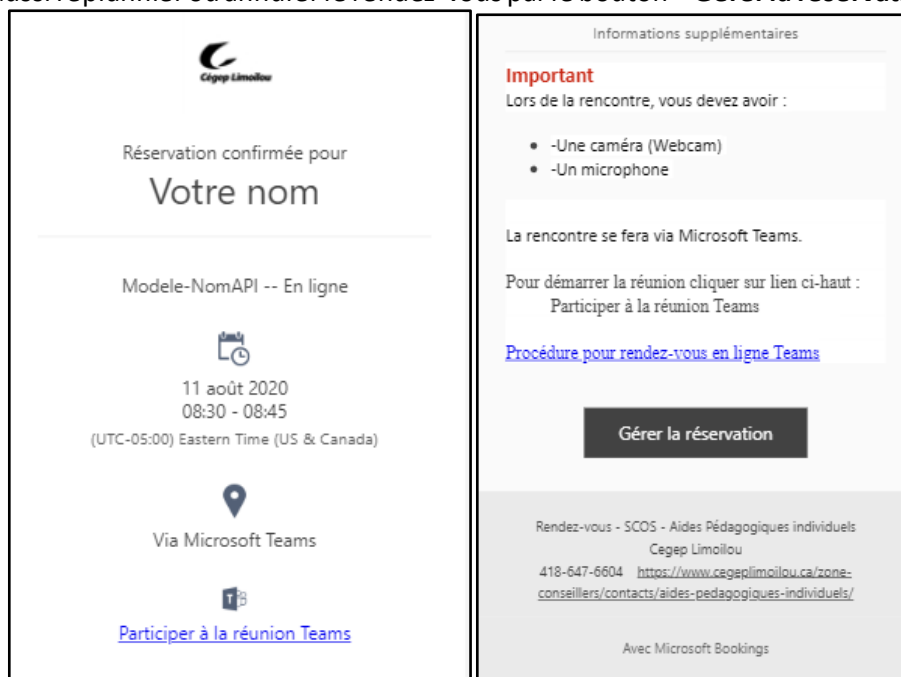 Cégep Limoilou
Réservation confirmée pour
Votre nom
Modele-NomAPI -- En ligne
11 août 2020
08:30 - 08:45
(UTC-05:00) Eastern Time (US & Canada)
Via Microsoft Teams
Participer à la réunion Teams
Informations supplémentaires
Important
Lors de la rencontre, vous devez avoir :
-Une caméra (Webcam)
-Un microphone
La rencontre se fera via Microsoft Teams.
Pour démarrer la réunion cliquer sur lien ci-haut :
Participer à la réunion Teams
Procédure pour rendez-vous en ligne Teams
Gérer la réservation
Rendez-vous - SCOS - Aides Pédagogiques individuels
Cegep Limoilou
418-647-6604 https://www.cegeplimoilou.ca/zone-
conseillers/contacts/aides-pedagogiques-individuels/
Avec Microsoft Bookings